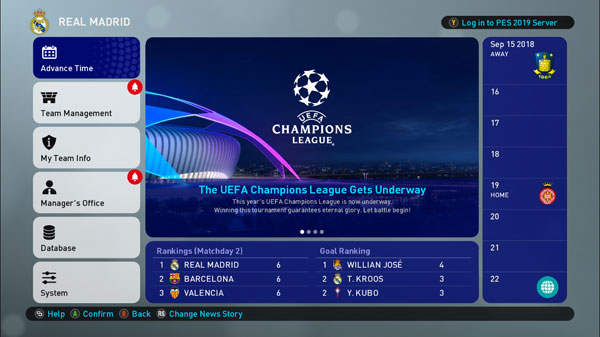 REAL MADRID
Y Log in to PES 2019 Server
Advance Time
Team Management
My Team Info
Manager's Office
Database
System
UEFA
CHAMPIONS
LEAGUE
The UEFA Champions League Gets Underway
This year's UEFA Champions League is now underway.
Winning this tournament guarantees eternal glory. Let battle begin!
Rankings (Matchday 2)
1 REAL MADRID 6
2 BARCELONA 6
3 VALENCIA 6
Goal Ranking
1 WILLIAN JOSÉ 4
2 T. KROOS 3
2 Y. KUBO 3
Sep 15 2018
AWAY
16
17
18
19
HOME
20
21
22
Help A Confirm B Back RS Change News Story